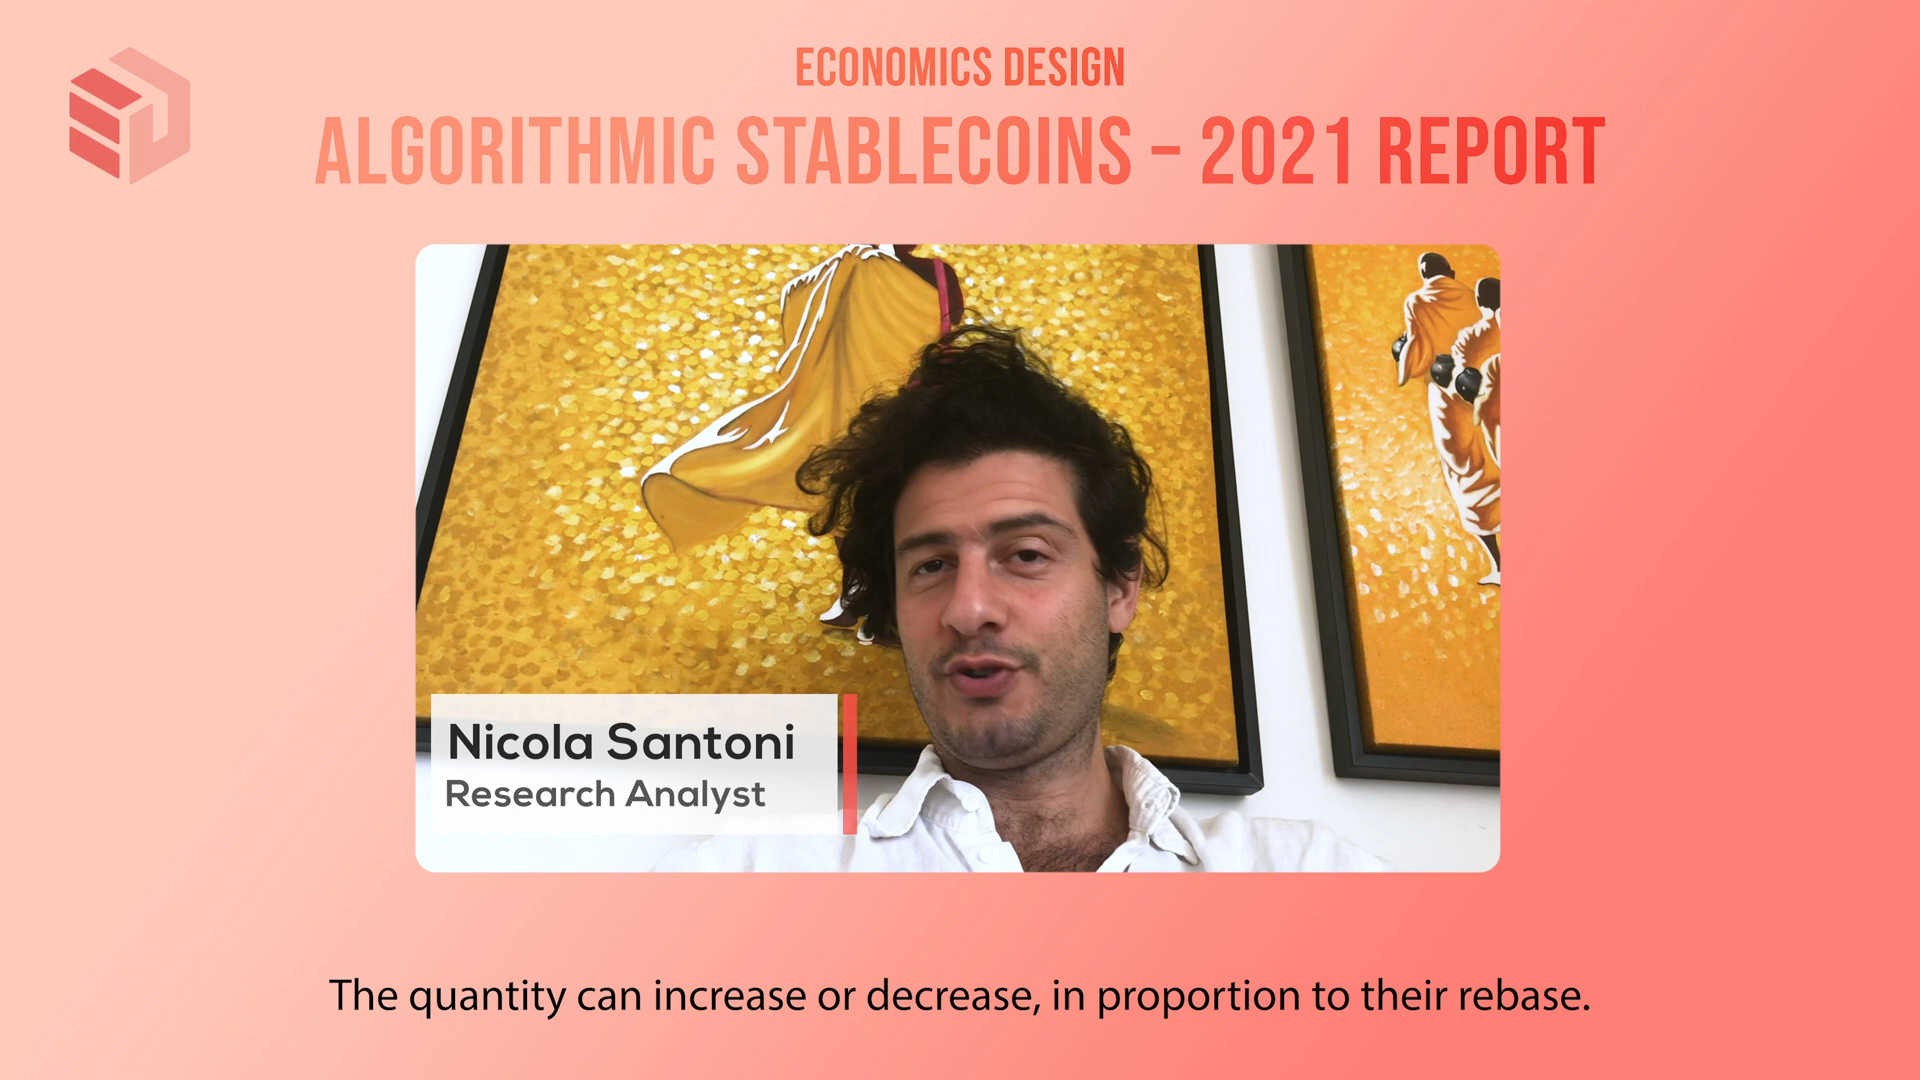 ECONOMICS DESIGN
ALGORITHMIC STABLECOINS – 2021 REPORT
Nicola Santoni
Research Analyst
The quantity can increase or decrease, in proportion to their rebase.